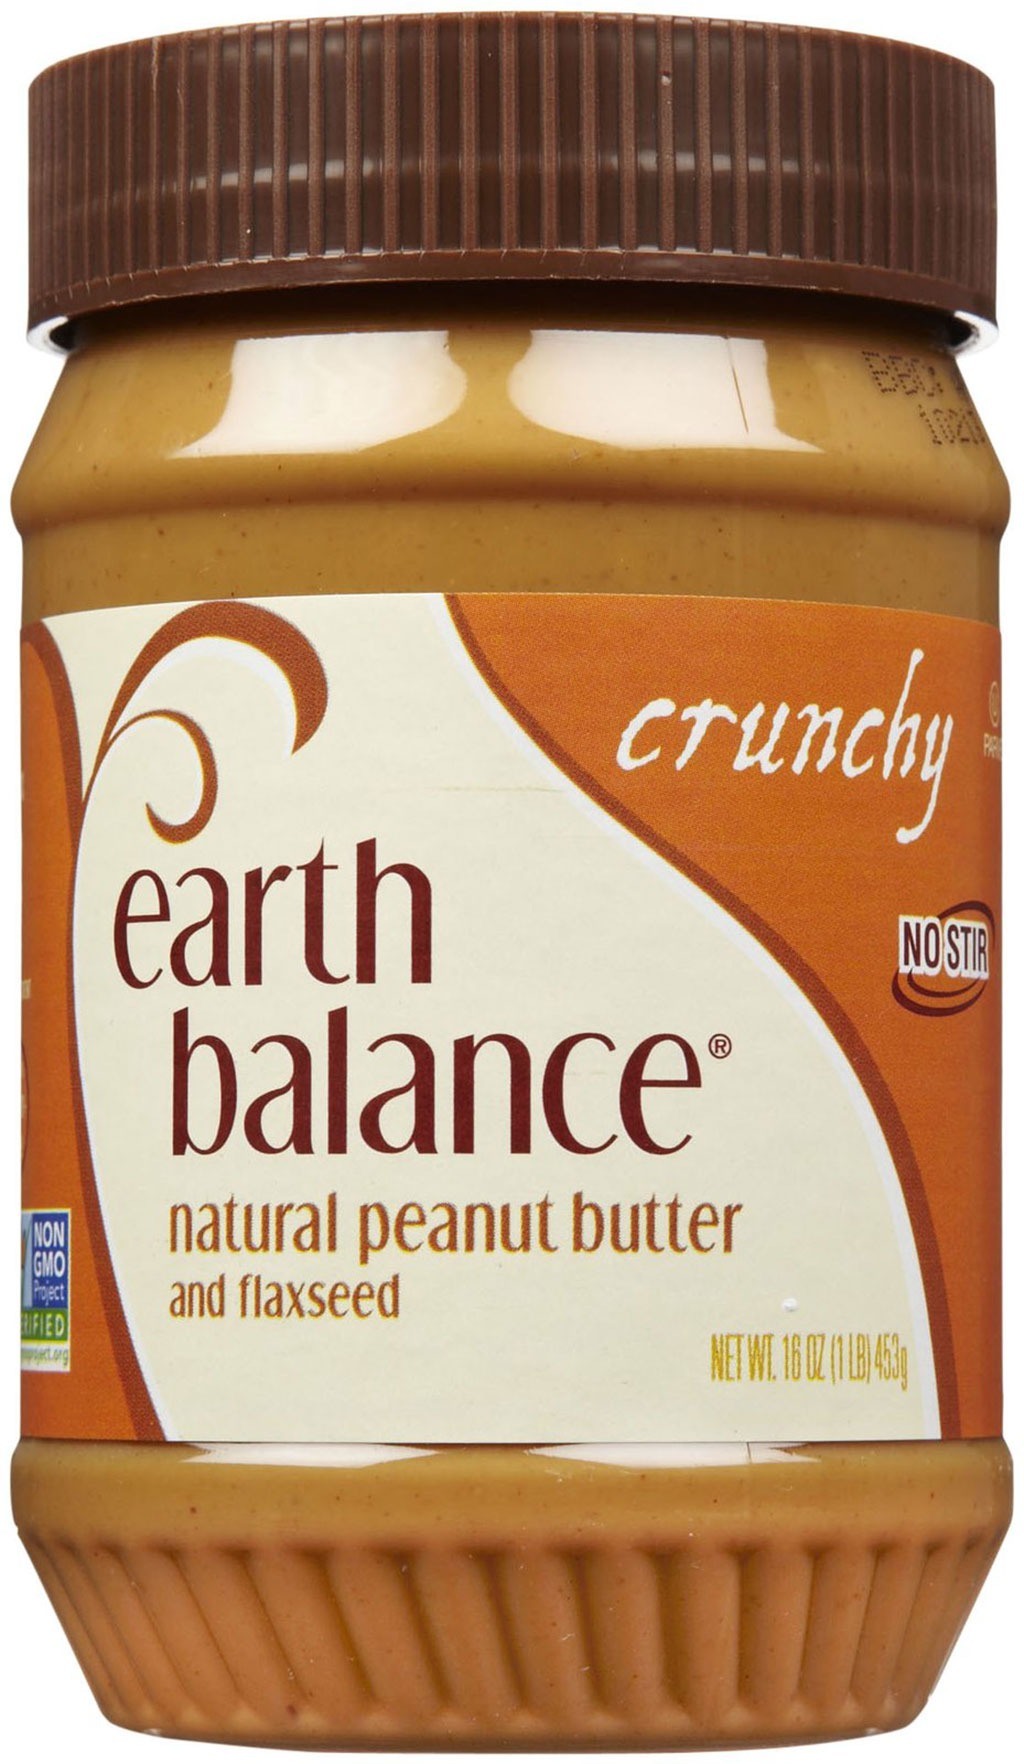 crunchy
NO STIR
earth
balance®
natural peanut butter
and flaxseed
NET WT. 16 OZ (1 LB) 453g
NON
GMO
Project